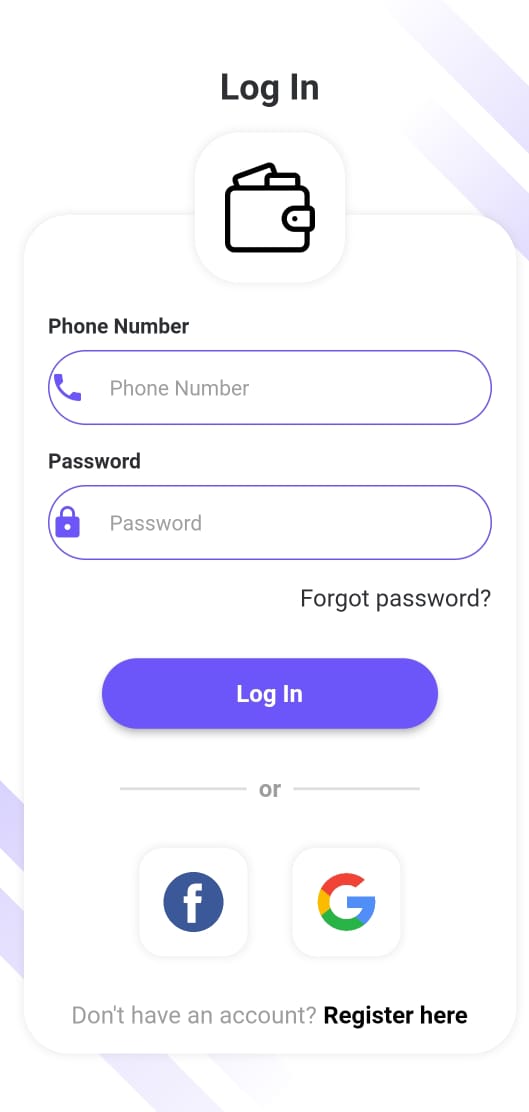 Log In
Phone Number
Phone Number
Password
Password
Forgot password?
Log In
or
Don't have an account? Register here